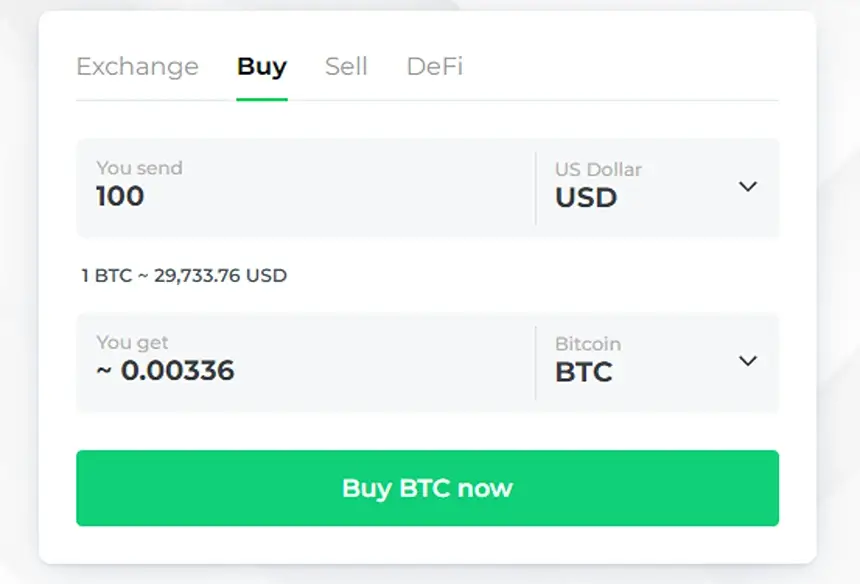 Exchange Buy Sell DeFi
You send US Dollar
100 USD
1 BTC ~ 29,733.76 USD
You get Bitcoin
~ 0.00336 BTC
Buy BTC now